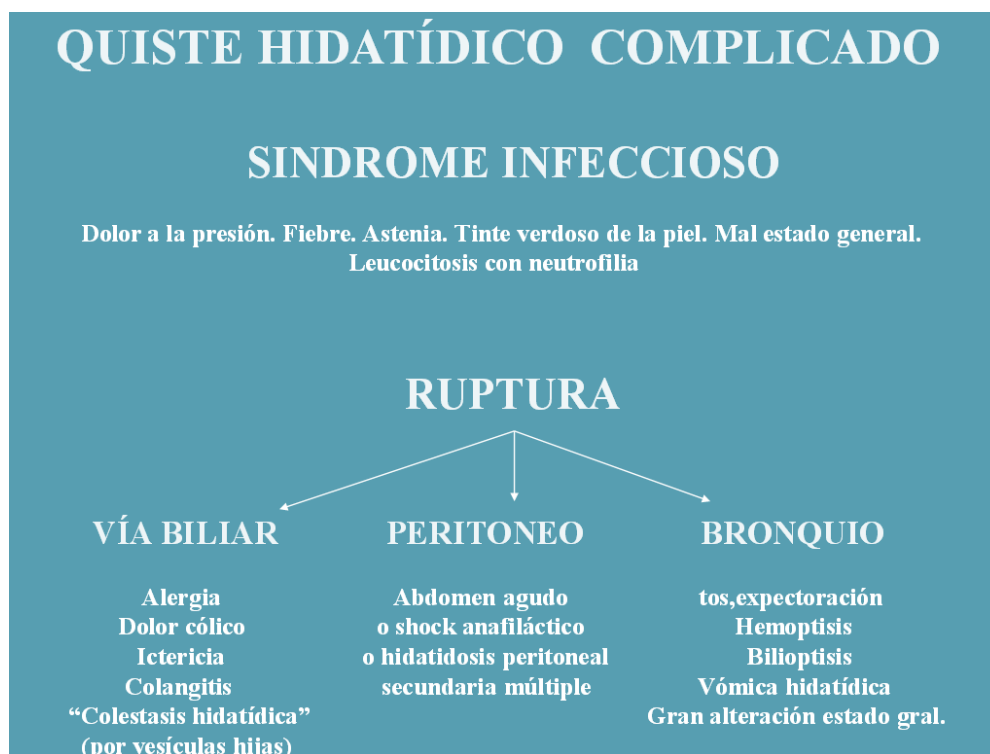 QUISTE HIDATÍDICO COMPLICADO
SINDROME INFECCIOSO
Dolor a la presión. Fiebre. Astenia. Tinte verdoso de la piel. Mal estado general.
Leucocitosis con neutrofilia
RUPTURA
VÍA BILIAR
Alergia
Dolor cólico
Ictericia
Colangitis
“Colestasis hidatídica”
(por vesículas hijas)
PERITONEO
Abdomen agudo
o shock anafiláctico
o hidatidosis peritoneal
secundaria múltiple
BRONQUIO
tos,expectoración
Hemoptisis
Bilioptisis
Vómica hidatídica
Gran alteración estado gral.